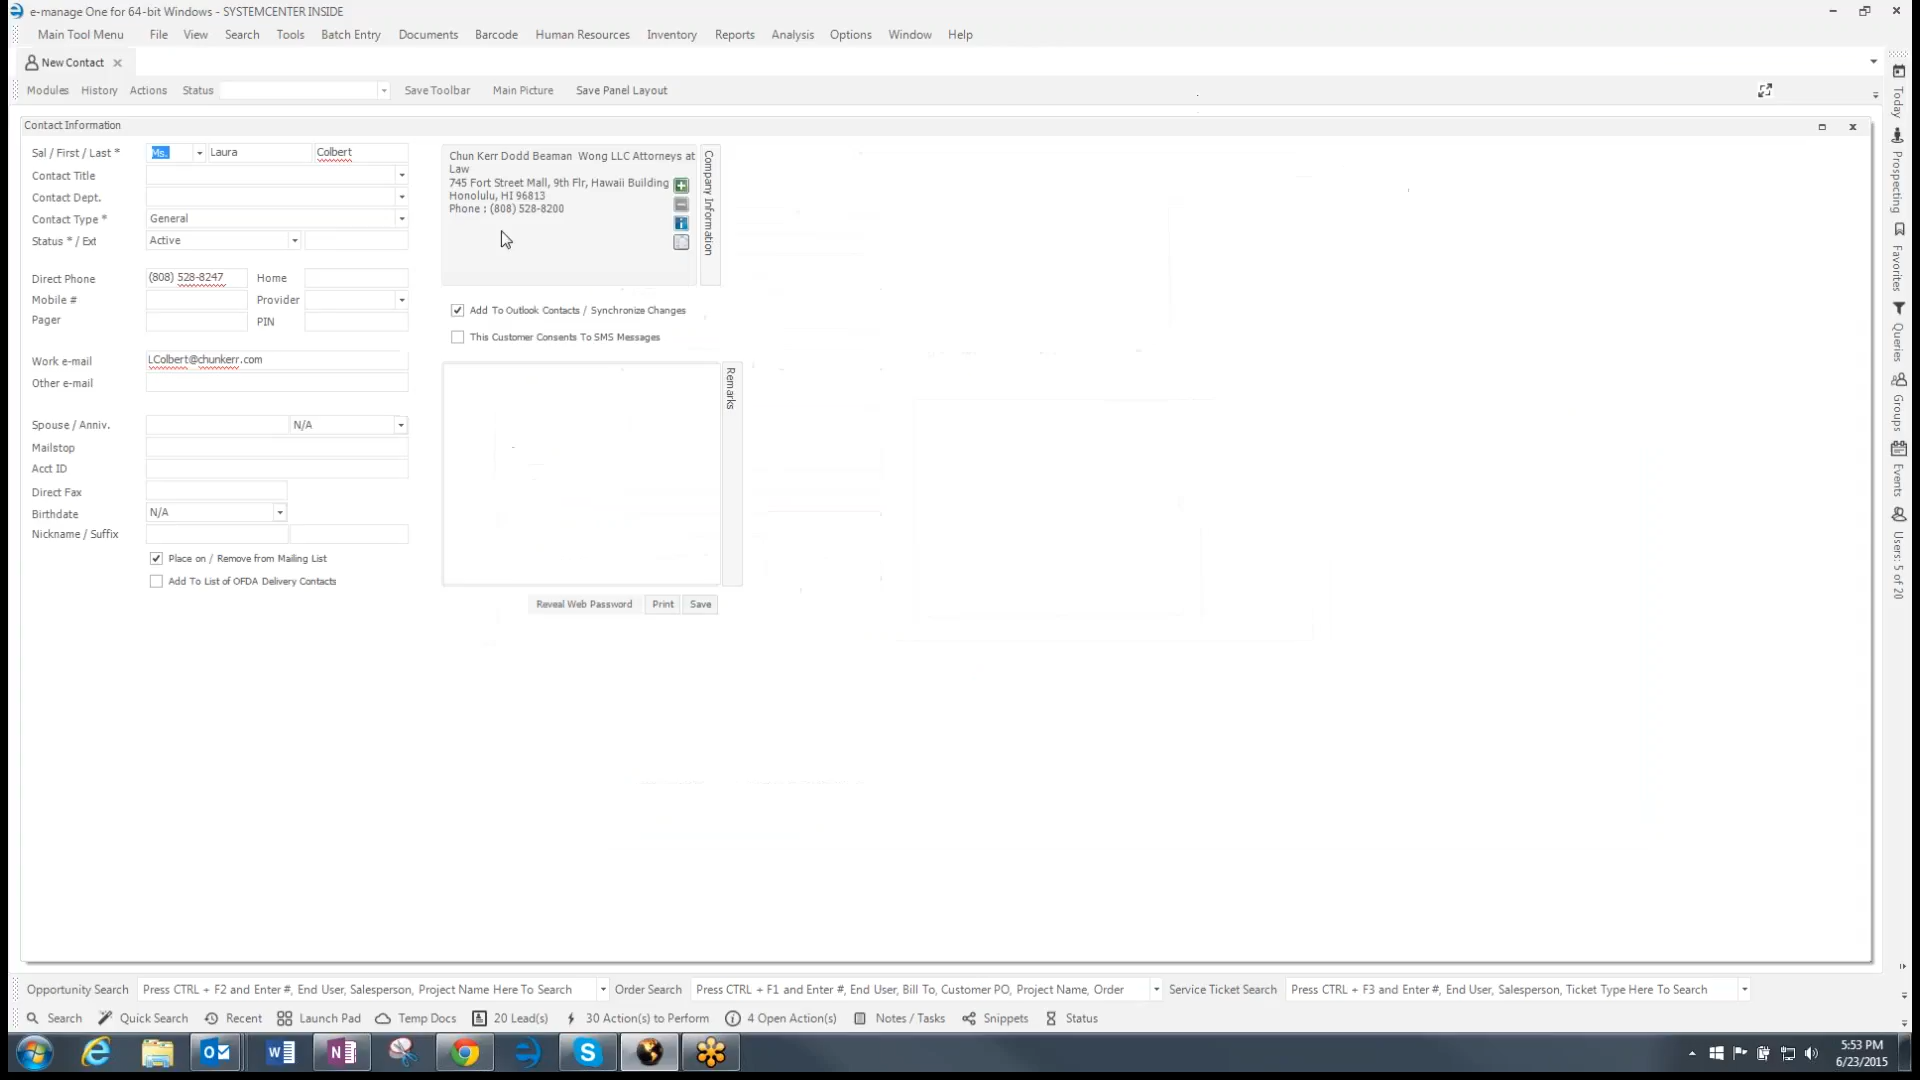 e-manage One for 64-bit Windows - SYSTEMCENTER INSIDE
Main Tool Menu File View Search Tools Batch Entry Documents Barcode Human Resources Inventory Reports Analysis Options Window Help
New Contact
Modules History Actions Status Save Toolbar Main Picture Save Panel Layout
Contact Information
Sal / First / Last * Ms. Laura Colbert
Contact Title
Contact Dept.
Contact Type * General
Status * / Ext Active
Direct Phone (808) 528-8247 Home
Mobile # Provider
Pager PIN
Work e-mail LColbert@chunkerr.com
Other e-mail
Spouse / Anniv. N/A
Mailstop
Acct ID
Direct Fax
Birthdate N/A
Nickname / Suffix
Place on / Remove from Mailing List
Add To List of OFDA Delivery Contacts
Chun Kerr Dodd Beaman Wong LLC Attorneys at
Law
745 Fort Street Mall, 9th Flr, Hawaii Building
Honolulu, HI 96813
Phone : (808) 528-8200
Company Information
Add To Outlook Contacts / Synchronize Changes
This Customer Consents To SMS Messages
Remarks
Reveal Web Password Print Save
Today
Prospecting
Favorites
Queries
Groups
Events
Users: 5 of 20
Opportunity Search Press CTRL + F2 and Enter #, End User, Salesperson, Project Name Here To Search Order Search Press CTRL + F1 and Enter #, End User, Bill To, Customer PO, Project Name, Order Service Ticket Search Press CTRL + F3 and Enter #, End User, Salesperson, Ticket Type Here To Search
Search Quick Search Recent Launch Pad Temp Docs 20 Lead(s) 30 Action(s) to Perform 4 Open Action(s) Notes / Tasks Snippets Status
5:53 PM
6/23/2015